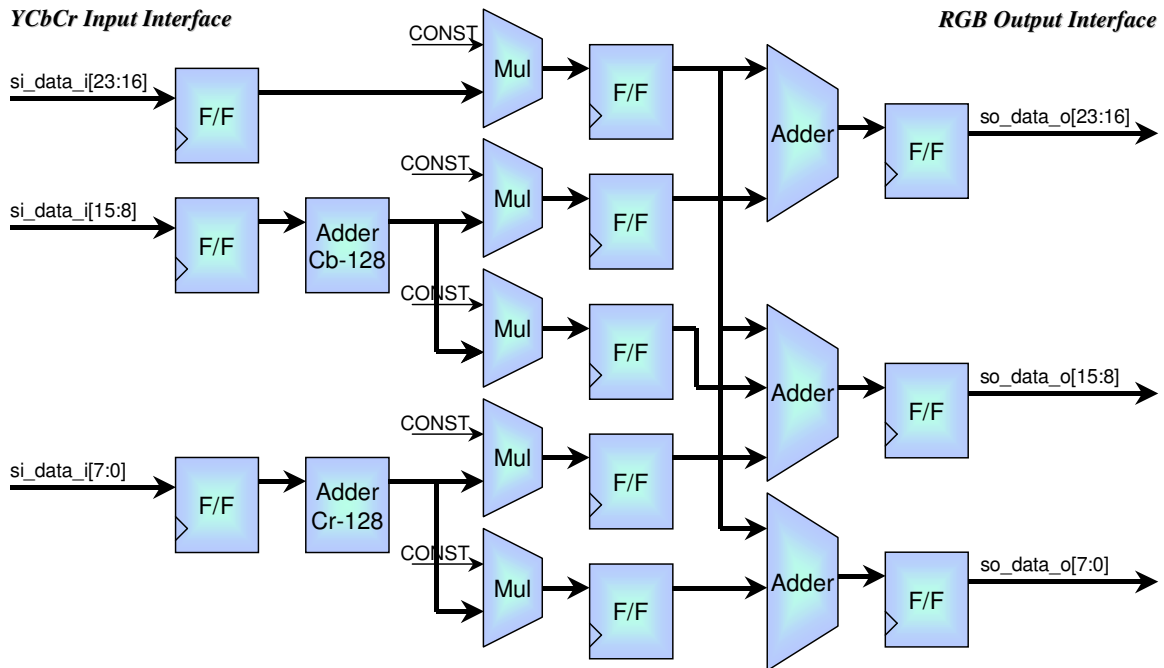 YCbCr Input Interface
RGB Output Interface
CONST
Mul
F/F
si_data_i[23:16]
F/F
Adder
F/F
so_data_o[23:16]
CONST
Mul
F/F
si_data_i[15:8]
F/F
Adder
Cb-128
CONST
Mul
F/F
Adder
F/F
so_data_o[15:8]
CONST
Mul
F/F
si_data_i[7:0]
F/F
Adder
Cr-128
CONST
Mul
F/F
Adder
F/F
so_data_o[7:0]